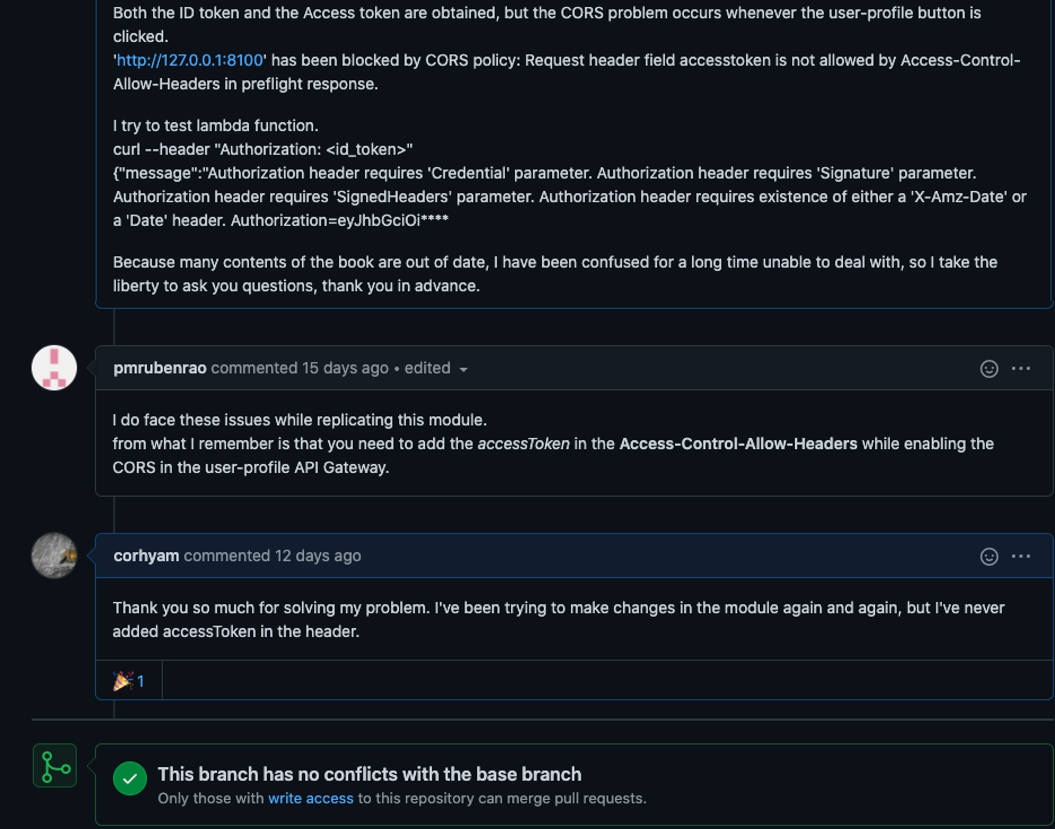 Both the ID token and the Access token are obtained, but the CORS problem occurs whenever the user-profile button is
clicked.
'http://127.0.0.1:8100' has been blocked by CORS policy: Request header field accesstoken is not allowed by Access-Control-
Allow-Headers in preflight response.
I try to test lambda function.
curl --header "Authorization: <id_token>"
{"message":"Authorization header requires 'Credential' parameter. Authorization header requires 'Signature' parameter.
Authorization header requires 'SignedHeaders' parameter. Authorization header requires existence of either a 'X-Amz-Date' or
a 'Date' header. Authorization=eyJhbGciOi****
Because many contents of the book are out of date, I have been confused for a long time unable to deal with, so I take the
liberty to ask you questions, thank you in advance.
pmrubenrao commented 15 days ago • edited
I do face these issues while replicating this module.
from what I remember is that you need to add the accessToken in the Access-Control-Allow-Headers while enabling the
CORS in the user-profile API Gateway.
corhyam commented 12 days ago
Thank you so much for solving my problem. I've been trying to make changes in the module again and again, but I've never
added accessToken in the header.
1
This branch has no conflicts with the base branch
Only those with write access to this repository can merge pull requests.